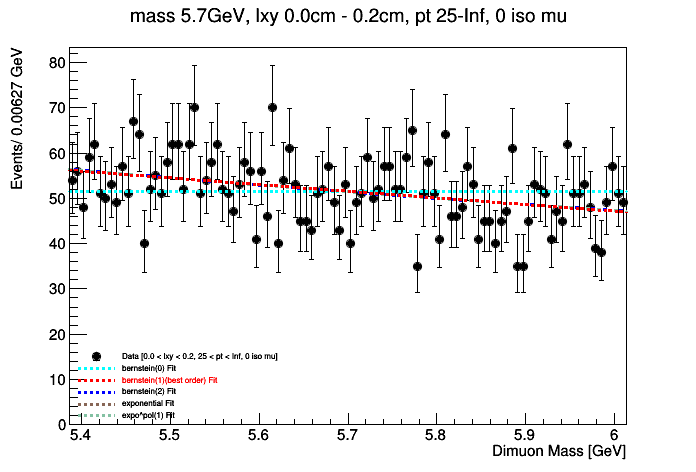 mass 5.7GeV, lxy 0.0cm - 0.2cm, pt 25-Inf, 0 iso mu
Events/ 0.00627 GeV
80
70
60
50
40
30
20
10
0
Data [0.0 < lxy < 0.2, 25 < pt < Inf, 0 iso mu]
bernstein(0) Fit
bernstein(1)(best order) Fit
bernstein(2) Fit
exponential Fit
expo*pol(1) Fit
5.4 5.5 5.6 5.7 5.8 5.9 6
Dimuon Mass [GeV]